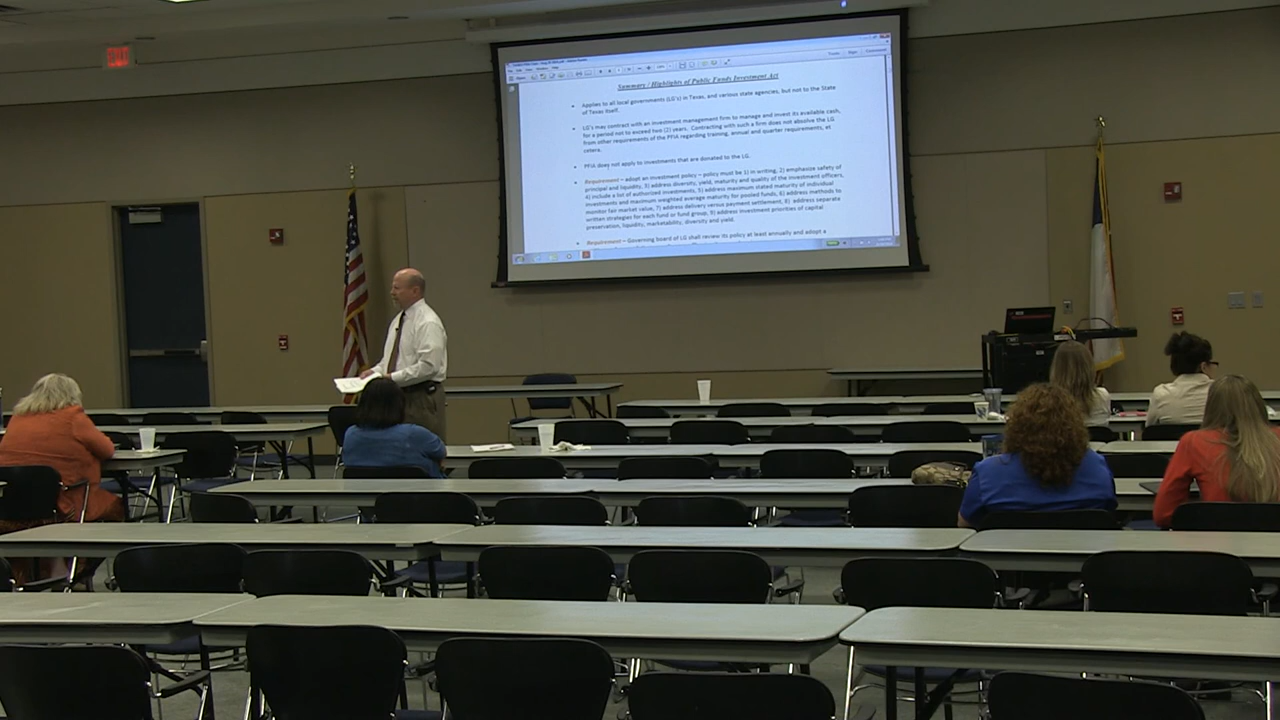 EXIT
Summary / Highlights of Public Funds Investment Act
Applies to all local governments (LG's) in Texas, and various state agencies, but not to the State
of Texas itself.
LG's may contract with an investment management firm to manage and invest its available cash,
for a period not to exceed two (2) years. Contracting with such a firm does not absolve the LG
from other requirements of the PFIA regarding training, annual and quarter requirements, et
cetera.
PFIA does not apply to investments that are donated to the LG.
Requirement – adopt an investment policy – policy must be 1) in writing, 2) emphasize safety of
principal and liquidity, 3) address diversity, yield, maturity and quality of the investment officers,
4) include a list of authorized investments, 5) address maximum stated maturity of individual
investments and maximum weighted average maturity for pooled funds, 6) address methods to
monitor fair market value, 7) address delivery versus payment settlement, 8) address separate
written strategies for each fund or fund group, 9) address investment priorities of capital
preservation, liquidity, marketability, diversity and yield.
Requirement – Governing board of LG shall review its policy at least annually and adopt a